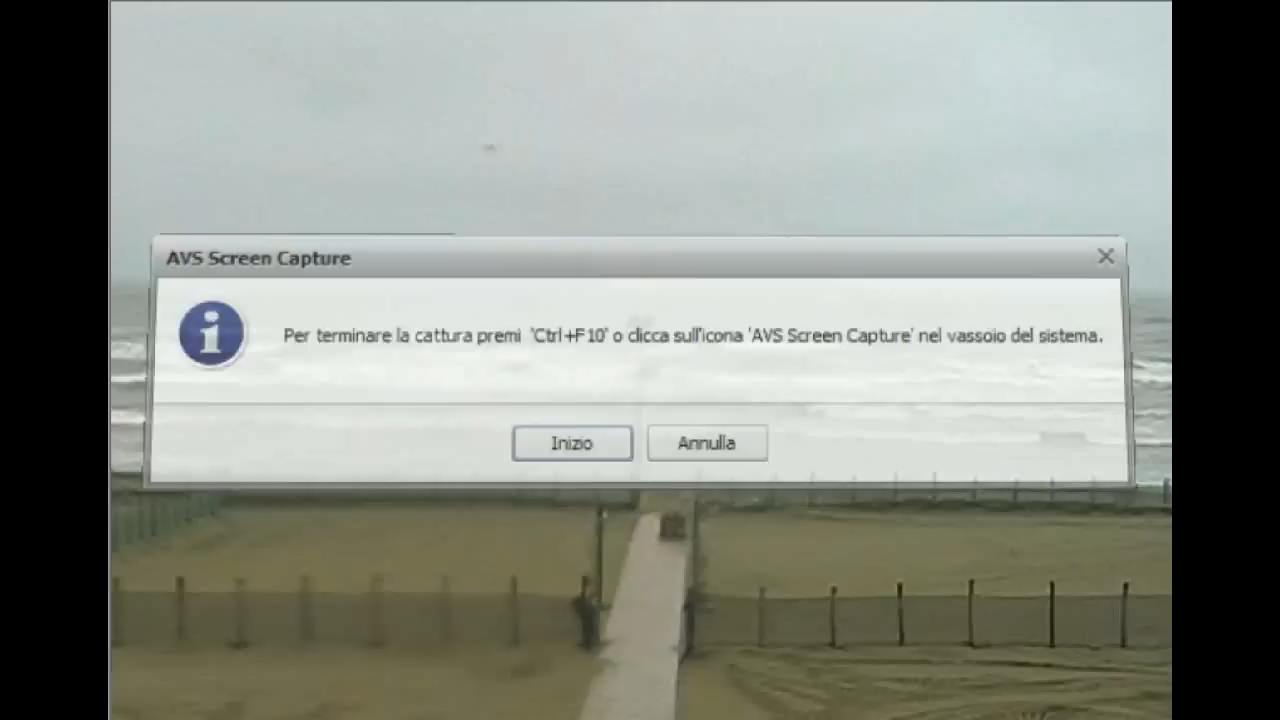 AVS Screen Capture
Per terminare la cattura premi 'Ctrl+F10' o clicca sull'icona 'AVS Screen Capture' nel vassoio del sistema.
Inizio
Annulla